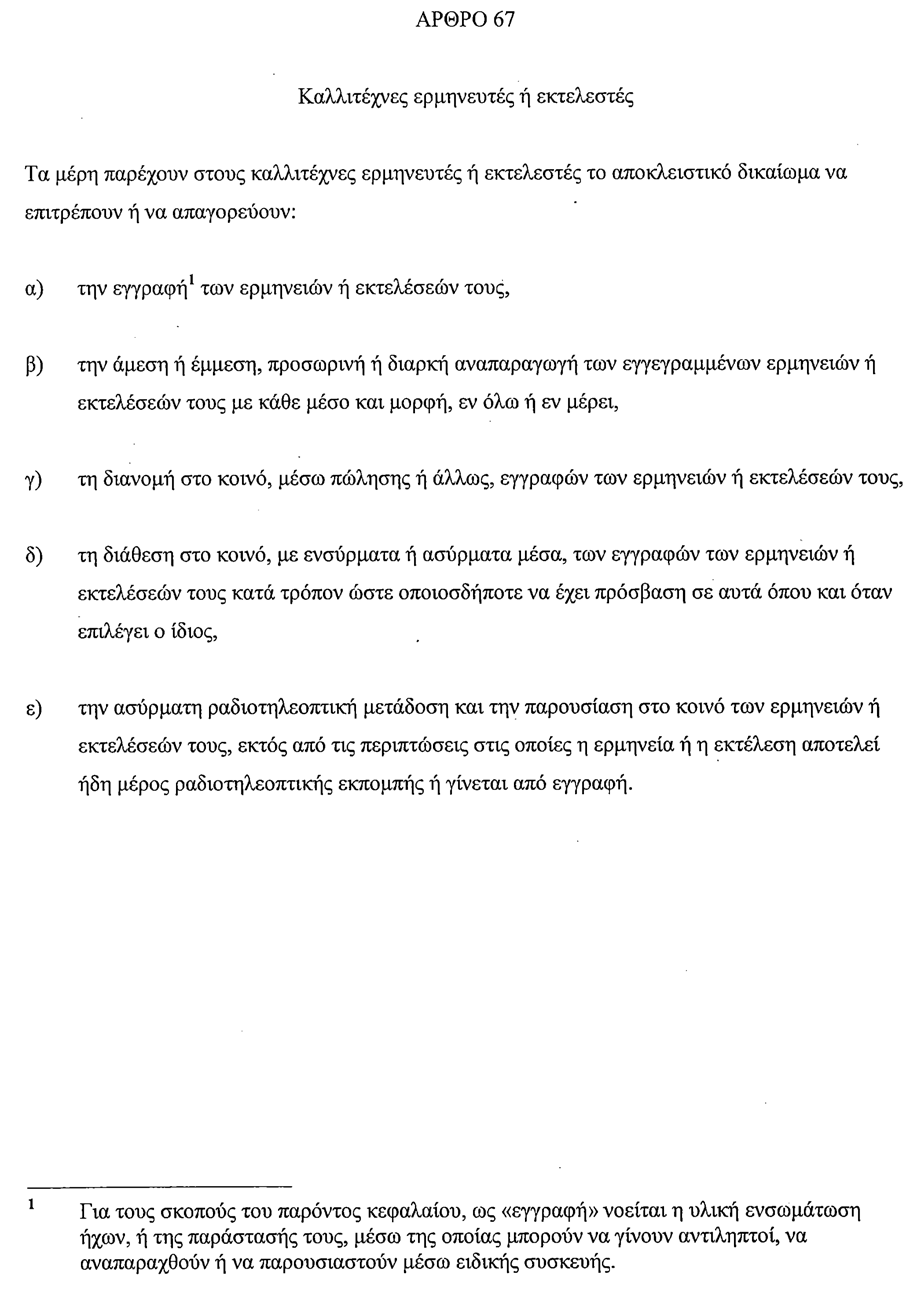 ΑΡΘΡΟ 67
Καλλιτέχνες ερμηνευτές ή εκτελεστές
Τα μέρη παρέχουν στους καλλιτέχνες ερμηνευτές ή εκτελεστές το αποκλειστικό δικαίωμα να
επιτρέπουν ή να απαγορεύουν:
α) την εγγραφή¹ των ερμηνειών ή εκτελέσεών τους,
β) την άμεση ή έμμεση, προσωρινή ή διαρκή αναπαραγωγή των εγγεγραμμένων ερμηνειών ή
εκτελέσεών τους με κάθε μέσο και μορφή, εν όλω ή εν μέρει,
γ) τη διανομή στο κοινό, μέσω πώλησης ή άλλως, εγγραφών των ερμηνειών ή εκτελέσεών τους,
δ) τη διάθεση στο κοινό, με ενσύρματα ή ασύρματα μέσα, των εγγραφών των ερμηνειών ή
εκτελέσεών τους κατά τρόπον ώστε οποιοσδήποτε να έχει πρόσβαση σε αυτά όπου και όταν
επιλέγει ο ίδιος,
ε) την ασύρματη ραδιοτηλεοπτική μετάδοση και την παρουσίαση στο κοινό των ερμηνειών ή
εκτελέσεών τους, εκτός από τις περιπτώσεις στις οποίες η ερμηνεία ή η εκτέλεση αποτελεί
ήδη μέρος ραδιοτηλεοπτικής εκπομπής ή γίνεται από εγγραφή.
¹ Για τους σκοπούς του παρόντος κεφαλαίου, ως «εγγραφή» νοείται η υλική ενσωμάτωση
ήχων, ή της παράστασής τους, μέσω της οποίας μπορούν να γίνουν αντιληπτοί, να
αναπαραχθούν ή να παρουσιαστούν μέσω ειδικής συσκευής.